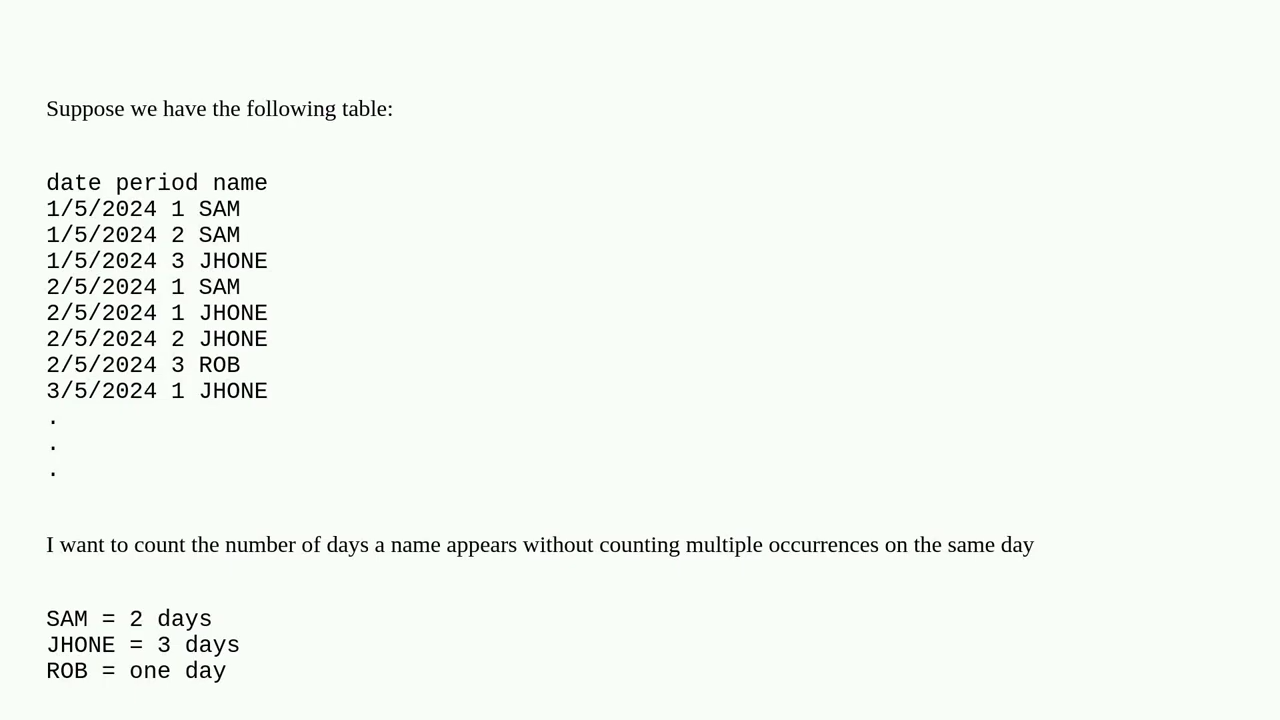 Suppose we have the following table:
date period name
1/5/2024 1 SAM
1/5/2024 2 SAM
1/5/2024 3 JHONE
2/5/2024 1 SAM
2/5/2024 1 JHONE
2/5/2024 2 JHONE
2/5/2024 3 ROB
3/5/2024 1 JHONE
.
.
.
I want to count the number of days a name appears without counting multiple occurrences on the same day
SAM = 2 days
JHONE = 3 days
ROB = one day